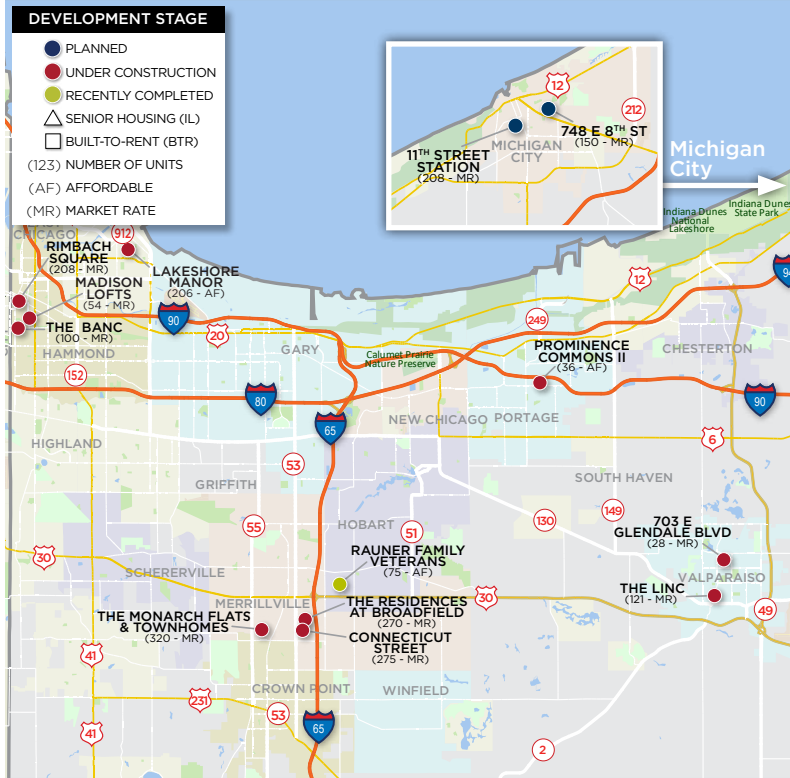 DEVELOPMENT STAGE
PLANNED
UNDER CONSTRUCTION
RECENTLY COMPLETED
SENIOR HOUSING (IL)
BUILT-TO-RENT (BTR)
(123) NUMBER OF UNITS
(AF) AFFORDABLE
(MR) MARKET RATE
12
212
748 E 8TH ST
(150 - MR)
MICHIGAN
CITY
11TH STREET
STATION
(208 - MR)
Michigan
City
Indiana Dunes
National
Lakeshore
Indiana Dunes
State Park
CHICAGO
912
RIMBACH
SQUARE
(208 - MR)
LAKESHORE
MANOR
(206 - AF)
MADISON
LOFTS
(54 - MR)
THE BANC
(100 - MR)
HAMMOND
90
20
GARY
Calumet Prairie
Nature Preserve
12
94
249
PROMINENCE
COMMONS II
(36 - AF)
CHESTERTON
152
80
65
90
NEW CHICAGO
PORTAGE
6
HIGHLAND
53
GRIFFITH
SOUTH HAVEN
55
HOBART
51
130
149
703 E
GLENDALE BLVD
(28 - MR)
30
SCHERERVILLE
RAUNER FAMILY
VETERANS
(75 - AF)
VALPARAISO
THE LINC
(121 - MR)
30
49
MERRILLVILLE
THE MONARCH FLATS
& TOWNHOMES
(320 - MR)
THE RESIDENCES
AT BROADFIELD
(270 - MR)
CONNECTICUT
STREET
(275 - MR)
41
CROWN POINT
WINFIELD
231
53
65
41
2